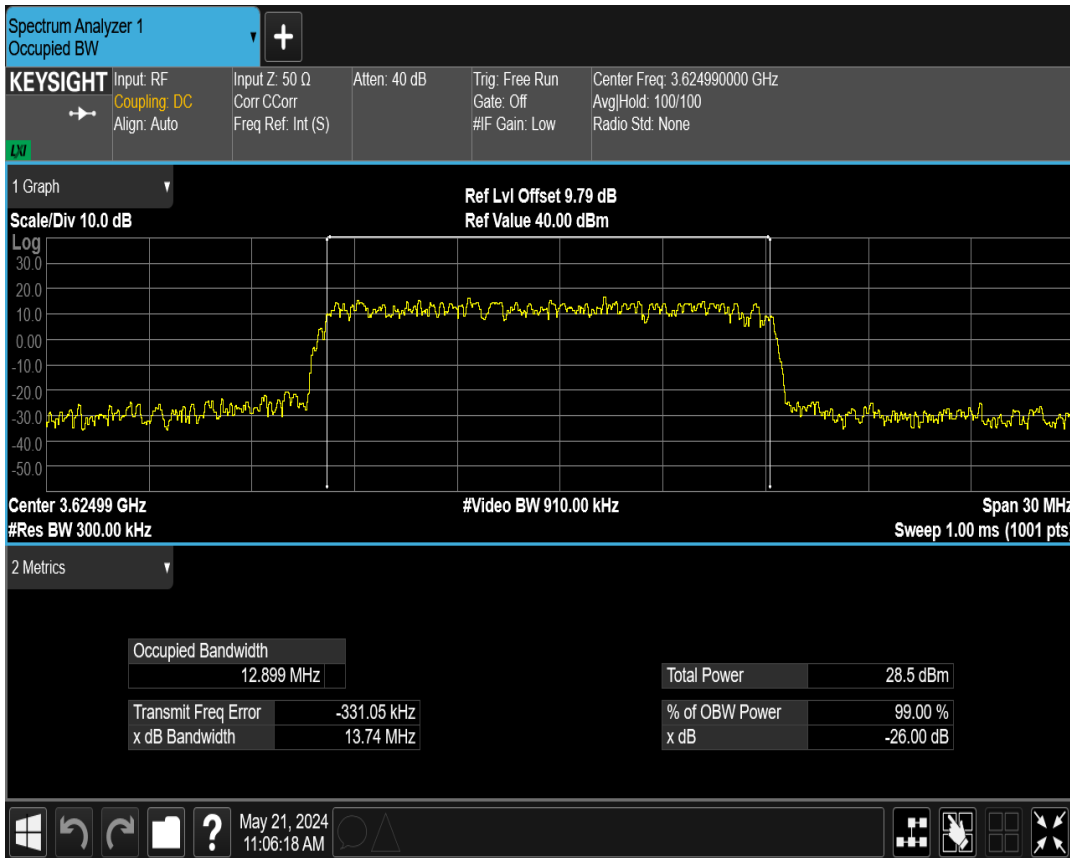 Spectrum Analyzer 1
Occupied BW
+
KEYSIGHT
LXI
Input: RF
Coupling: DC
Align: Auto
Input Z: 50 Ω
Corr CCorr
Freq Ref: Int (S)
Atten: 40 dB
Trig: Free Run
Gate: Off
#IF Gain: Low
Center Freq: 3.624990000 GHz
Avg|Hold: 100/100
Radio Std: None
1 Graph
Scale/Div 10.0 dB
Ref Lvl Offset 9.79 dB
Ref Value 40.00 dBm
Log
30.0
20.0
10.0
0.00
-10.0
-20.0
-30.0
-40.0
-50.0
Center 3.62499 GHz
#Video BW 910.00 kHz
Span 30 MHz
#Res BW 300.00 kHz
Sweep 1.00 ms (1001 pts)
2 Metrics
Occupied Bandwidth
12.899 MHz
Transmit Freq Error -331.05 kHz
x dB Bandwidth 13.74 MHz
Total Power 28.5 dBm
% of OBW Power 99.00 %
x dB -26.00 dB
?
May 21, 2024
11:06:18 AM